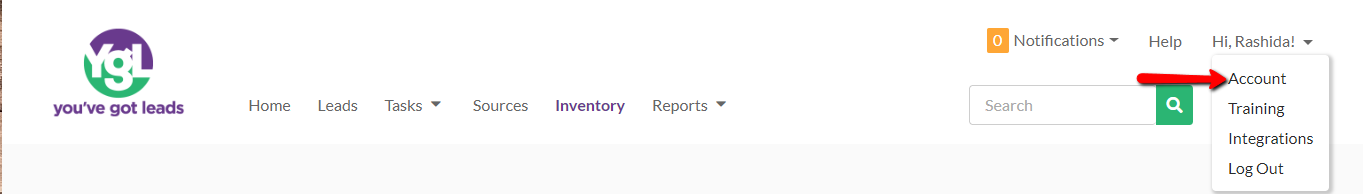 YgL
you've got leads
Home Leads Tasks Sources Inventory Reports
0 Notifications Help Hi, Rashida!
Search
Account
Training
Integrations
Log Out